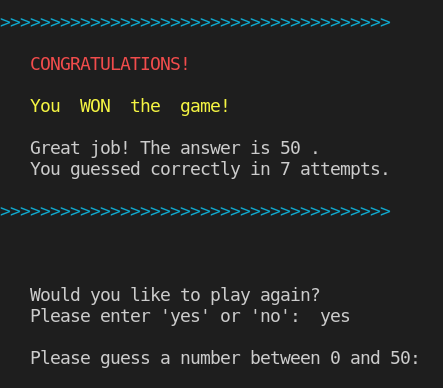 >>>>>>>>>>>>>>>>>>>>>>>>>>>>>>>>>>>>>>>
CONGRATULATIONS!
You  WON  the  game!
Great job! The answer is 50 .
You guessed correctly in 7 attempts.
>>>>>>>>>>>>>>>>>>>>>>>>>>>>>>>>>>>>>>>
Would you like to play again?
Please enter 'yes' or 'no':  yes
Please guess a number between 0 and 50: